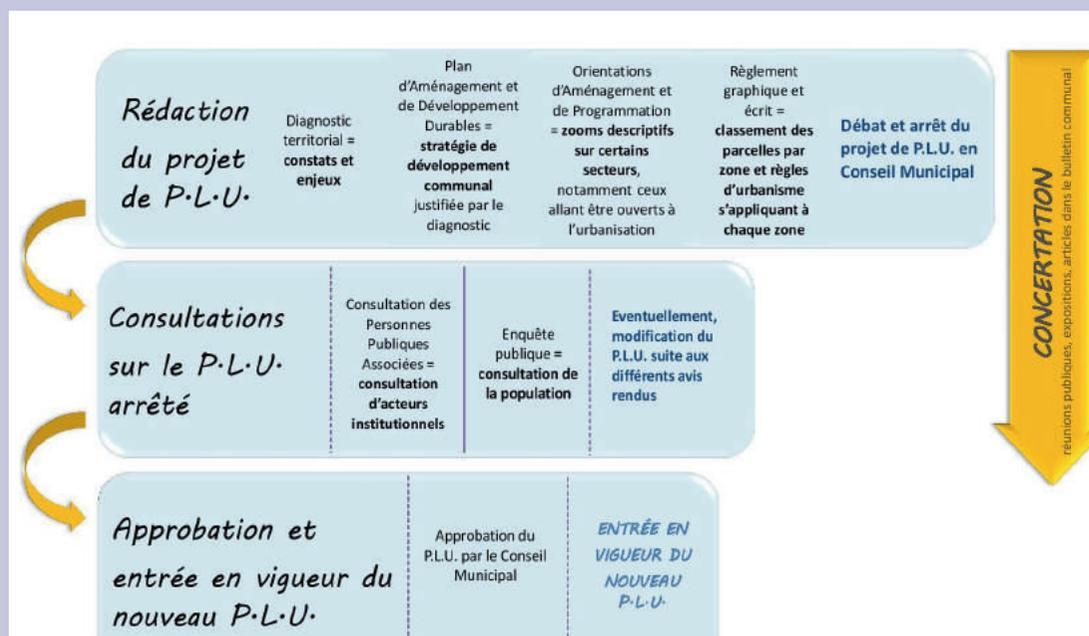 Rédaction
du projet
de P.L.U.
Diagnostic
territorial =
constats et
enjeux
Plan
d'Aménagement et
de Développement
Durables =
stratégie de
développement
communal
justifiée par le
diagnostic
Orientations
d'Aménagement et
de Programmation
= zooms descriptifs
sur certains
secteurs,
notamment ceux
allant être ouverts à
l'urbanisation
Règlement
graphique et
écrit =
classement des
parcelles par
zone et règles
d'urbanisme
s'appliquant à
chaque zone
Débat et arrêt du
projet de P.L.U. en
Conseil Municipal
Consultations
sur le P.L.U.
arrêté
Consultation des
Personnes
Publiques
Associées =
consultation
d'acteurs
institutionnels
Enquête
publique =
consultation de
la population
Eventuellement,
modification du
P.L.U. suite aux
différents avis
rendus
Approbation et
entrée en vigueur du
nouveau P.L.U.
Approbation du
P.L.U. par le Conseil
Municipal
ENTRÉE EN
VIGUEUR DU
NOUVEAU
P.L.U.
CONCERTATION
réunions publiques, expositions, articles dans le bulletin communal